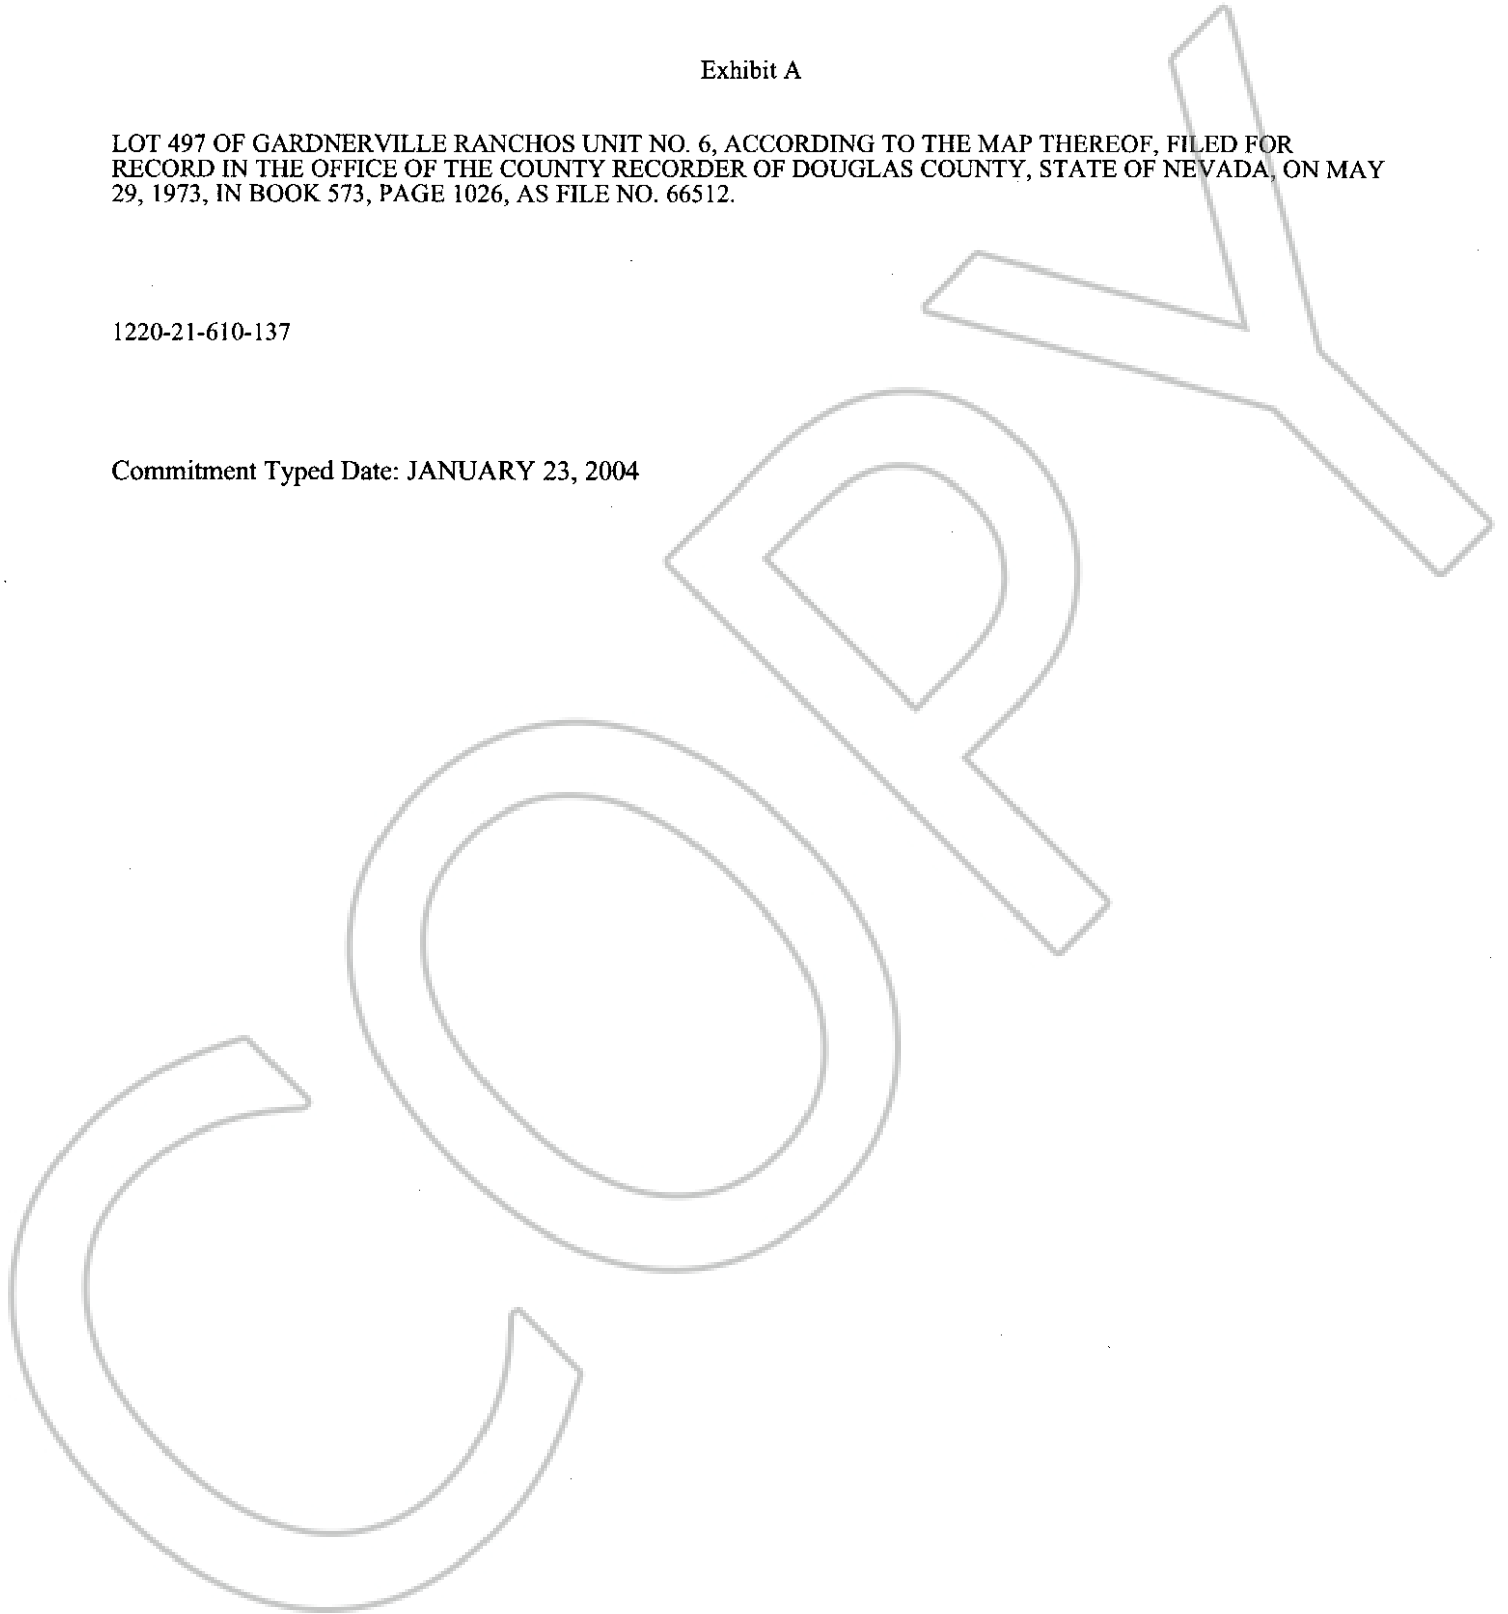 Exhibit A
LOT 497 OF GARDNERVILLE RANCHOS UNIT NO. 6, ACCORDING TO THE MAP THEREOF, FILED FOR
RECORD IN THE OFFICE OF THE COUNTY RECORDER OF DOUGLAS COUNTY, STATE OF NEVADA, ON MAY
29, 1973, IN BOOK 573, PAGE 1026, AS FILE NO. 66512.
1220-21-610-137
Commitment Typed Date: JANUARY 23, 2004
COPY